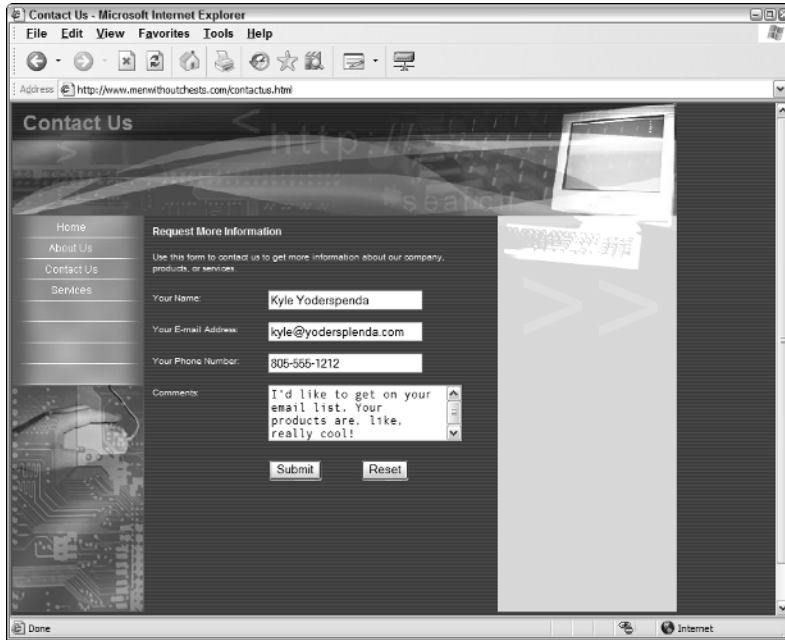 Contact Us - Microsoft Internet Explorer
File Edit View Favorites Tools Help
Address http://www.menwithoutchests.com/contactus.html
Contact Us
< http://
>
*search
Home
About Us
Contact Us
Services
Request More Information
Use this form to contact us to get more information about our company,
products, or services.
Your Name: Kyle Yoderspenda
Your E-mail Address: kyle@yodersplenda.com
Your Phone Number: 805-555-1212
Comments: I'd like to get on your
email list. Your
products are, like,
really cool!
Submit Reset
>>
Done Internet